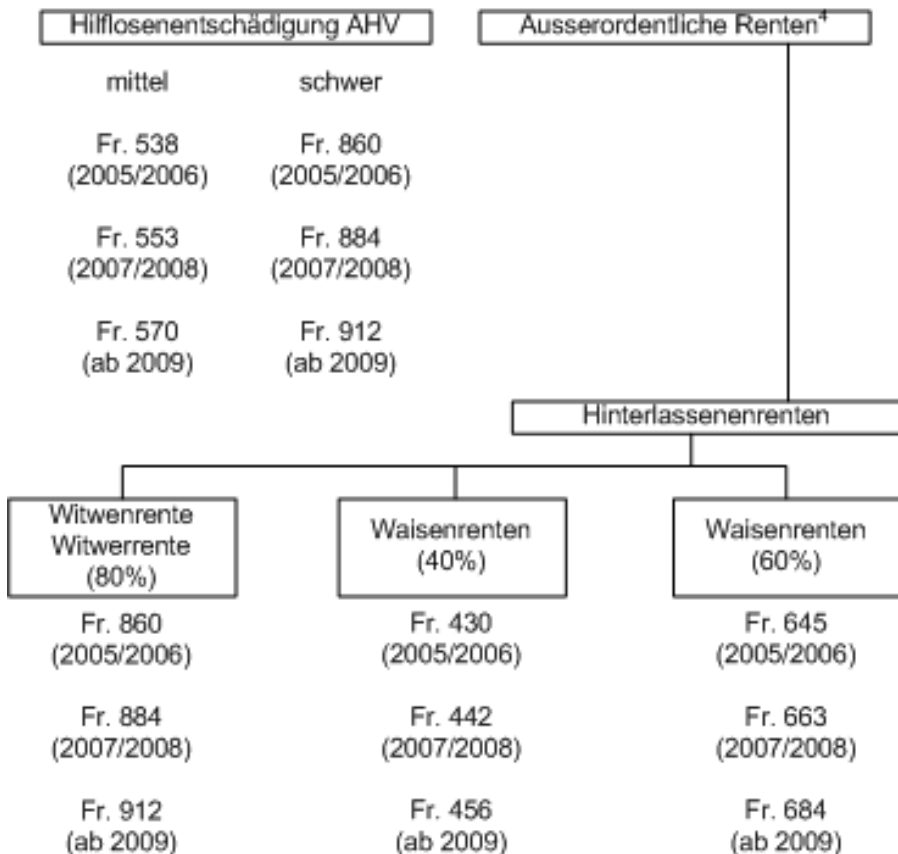 Hilflosenentschädigung AHV
Ausserordentliche Renten⁴
mittel
schwer
Fr. 538
(2005/2006)
Fr. 860
(2005/2006)
Fr. 553
(2007/2008)
Fr. 884
(2007/2008)
Fr. 570
(ab 2009)
Fr. 912
(ab 2009)
Hinterlassenenrenten
Witwenrente
Witwerrente
(80%)
Waisenrenten
(40%)
Waisenrenten
(60%)
Fr. 860
(2005/2006)
Fr. 430
(2005/2006)
Fr. 645
(2005/2006)
Fr. 884
(2007/2008)
Fr. 442
(2007/2008)
Fr. 663
(2007/2008)
Fr. 912
(ab 2009)
Fr. 456
(ab 2009)
Fr. 684
(ab 2009)